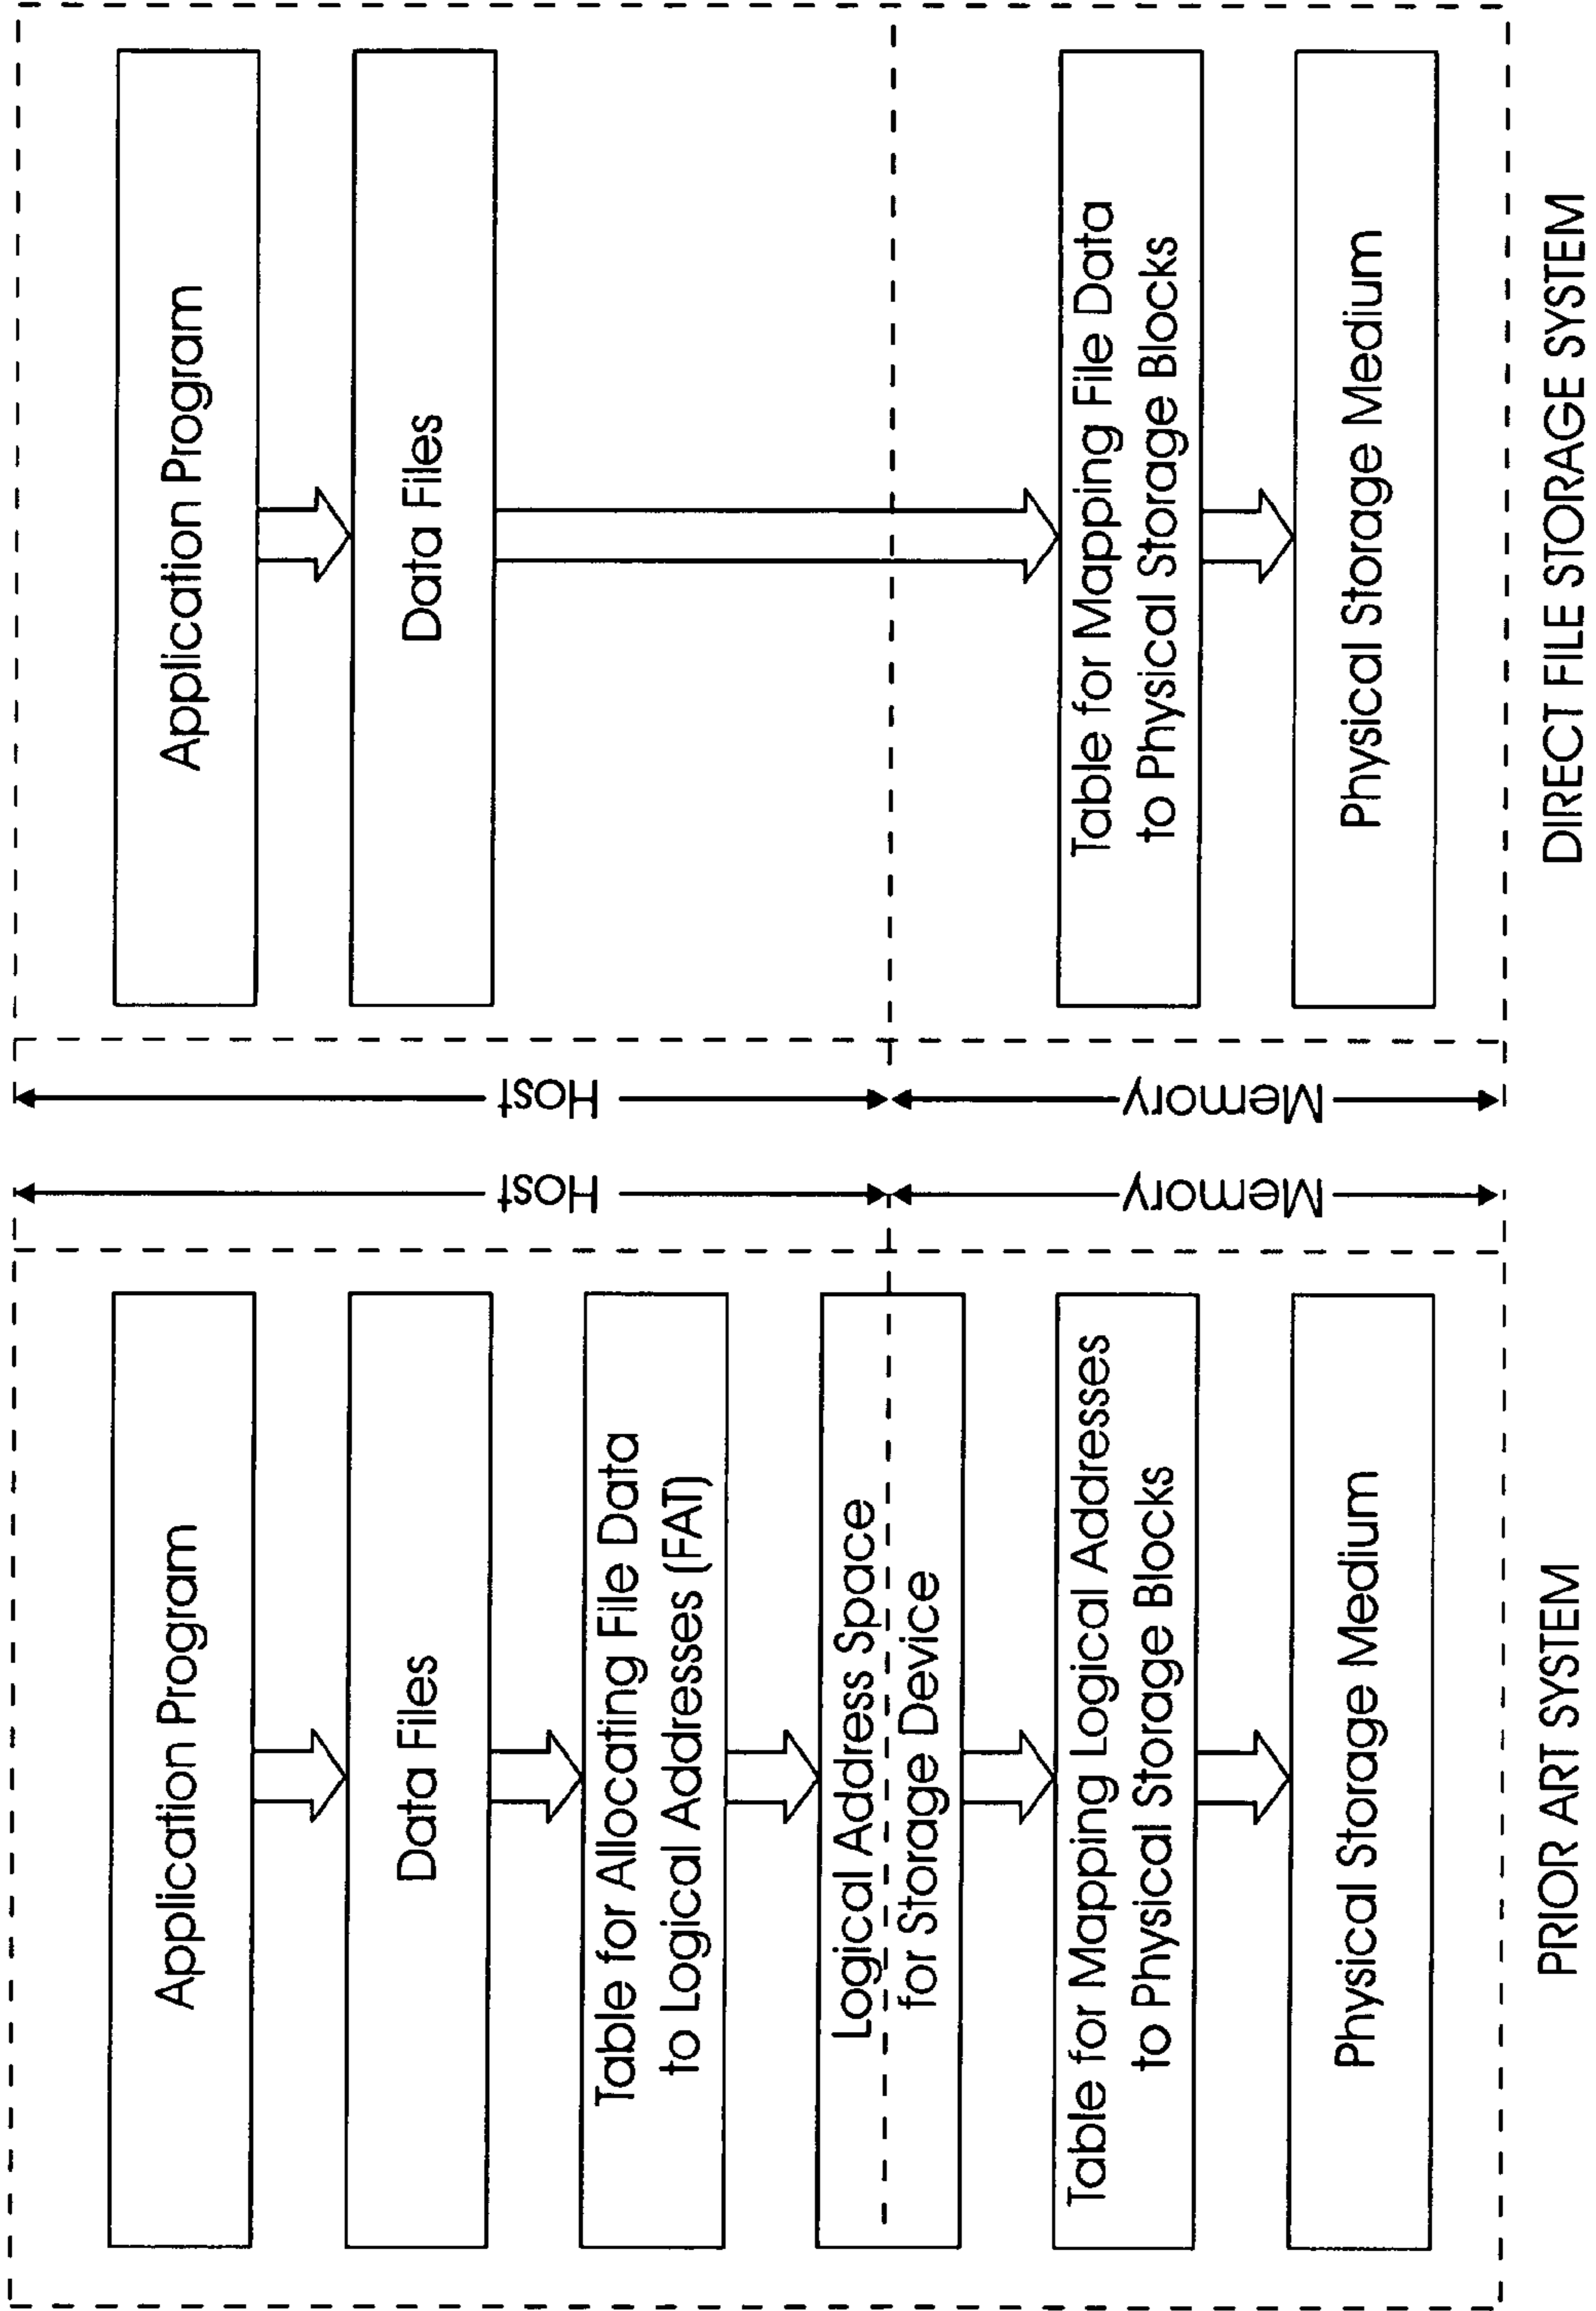 Application Program
Data Files
Table for Allocating File Data
to Logical Addresses (FAT)
Logical Address Space
for Storage Device
Table for Mapping Logical Addresses
to Physical Storage Blocks
Physical Storage Medium
PRIOR ART SYSTEM
Host
Memory
Host
Memory
Application Program
Data Files
Table for Mapping File Data
to Physical Storage Blocks
Physical Storage Medium
DIRECT FILE STORAGE SYSTEM